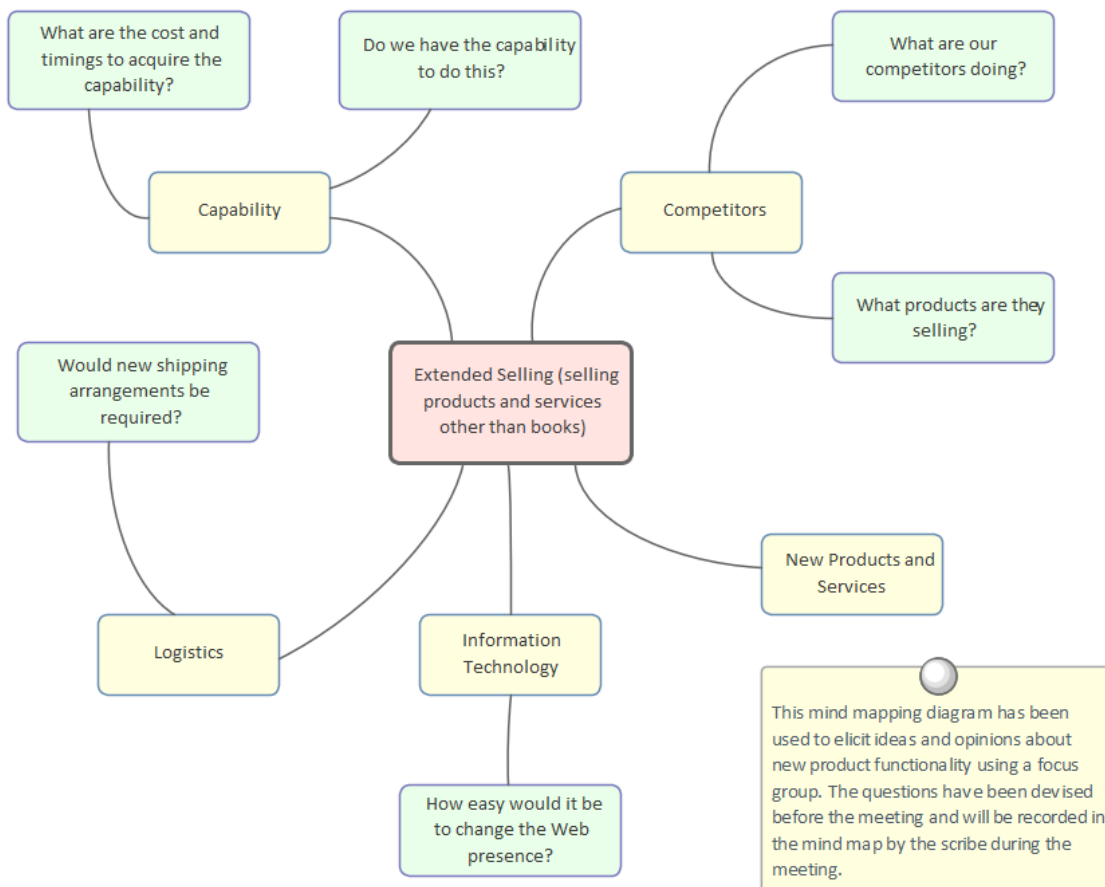 What are the cost and
timings to acquire the
capability?
Do we have the capability
to do this?
What are our
competitors doing?
Capability
Competitors
What products are they
selling?
Would new shipping
arrangements be
required?
Extended Selling (selling
products and services
other than books)
New Products and
Services
Logistics
Information
Technology
How easy would it be
to change the Web
presence?
This mind mapping diagram has been
used to elicit ideas and opinions about
new product functionality using a focus
group. The questions have been devised
before the meeting and will be recorded in
the mind map by the scribe during the
meeting.